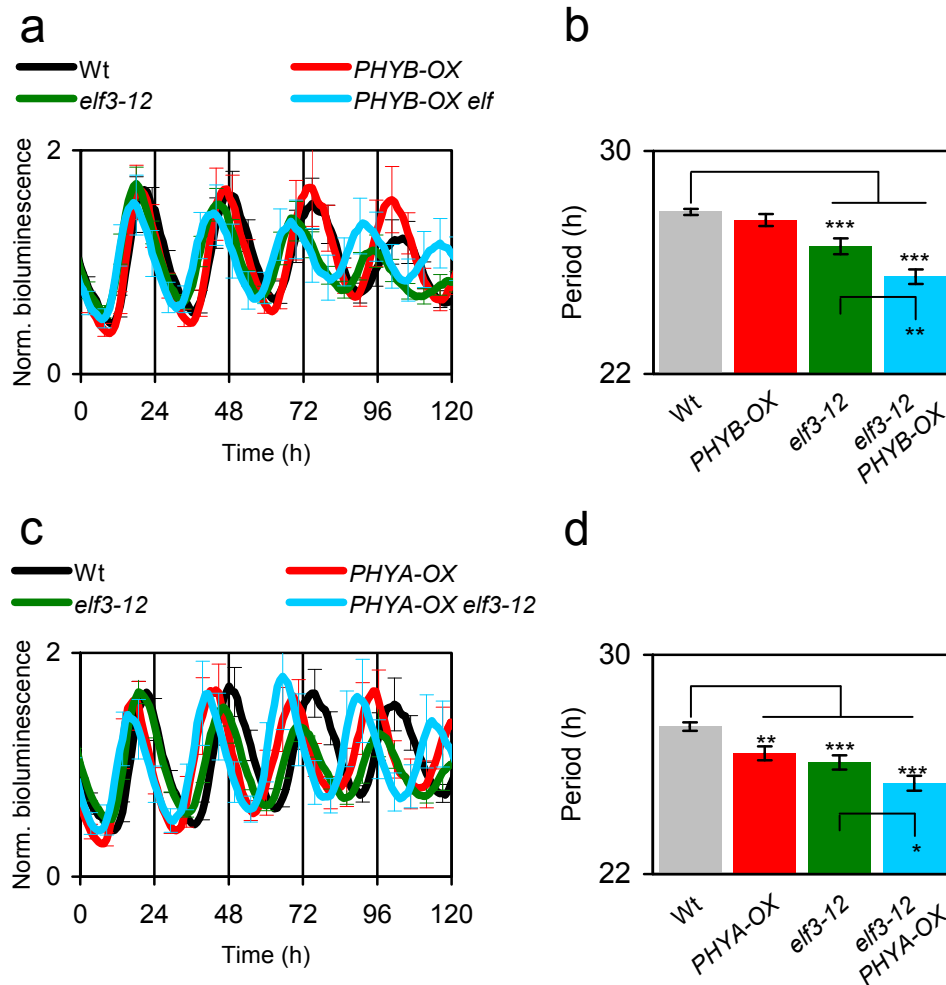 a
Wt
PHYB-OX
elf3-12
PHYB-OX elf
Norm. bioluminescence
2
0
0 24 48 72 96 120
Time (h)
b
Period (h)
30
22
***
***
**
Wt
PHYB-OX
elf3-12
elf3-12
PHYB-OX
c
Wt
PHYA-OX
elf3-12
PHYA-OX elf3-12
Norm. bioluminescence
2
0
0 24 48 72 96 120
Time (h)
d
Period (h)
30
22
**
***
***
*
Wt
PHYA-OX
elf3-12
elf3-12
PHYA-OX